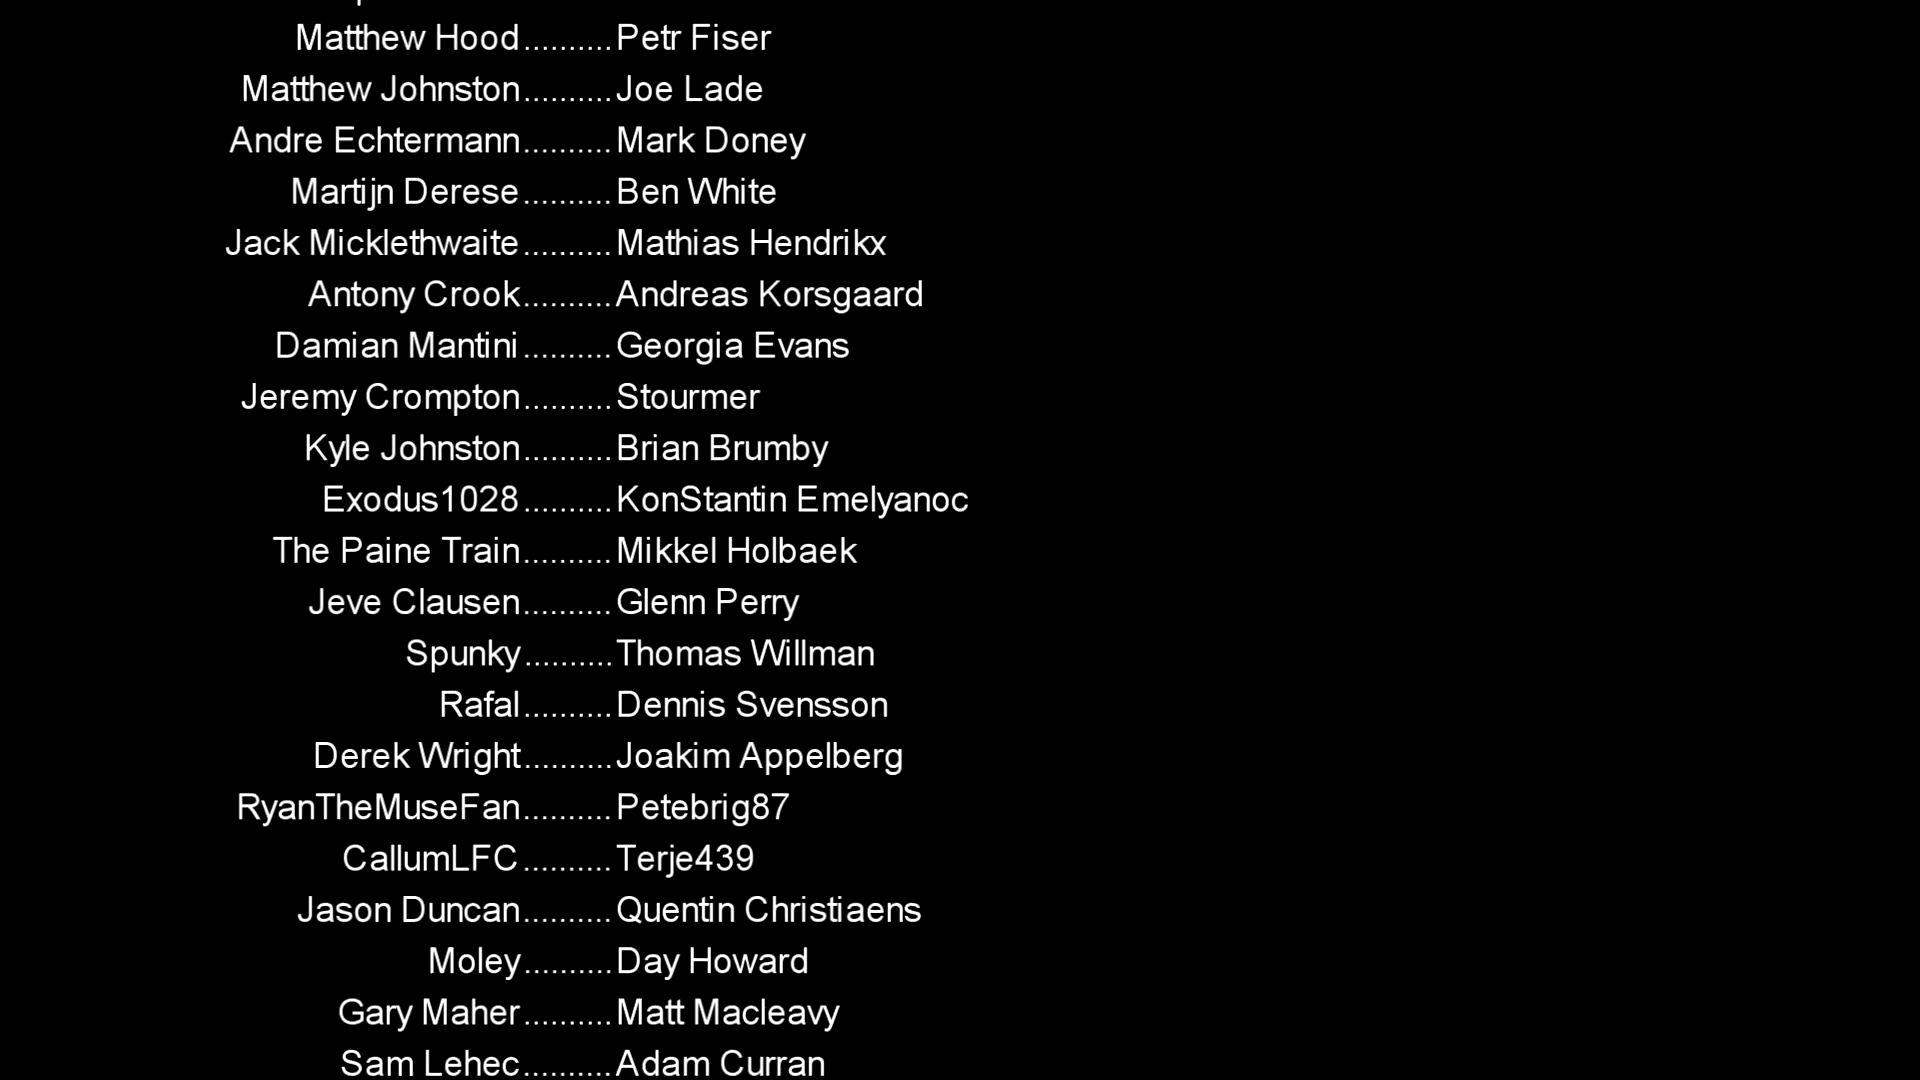 Matthew Hood..........Petr Fiser
Matthew Johnston..........Joe Lade
Andre Echtermann..........Mark Doney
Martijn Derese..........Ben White
Jack Micklethwaite..........Mathias Hendrikx
Antony Crook..........Andreas Korsgaard
Damian Mantini..........Georgia Evans
Jeremy Crompton..........Stourmer
Kyle Johnston..........Brian Brumby
Exodus1028..........KonStantin Emelyanoc
The Paine Train..........Mikkel Holbaek
Jeve Clausen..........Glenn Perry
Spunky..........Thomas Willman
Rafal..........Dennis Svensson
Derek Wright..........Joakim Appelberg
RyanTheMuseFan..........Petebrig87
CallumLFC..........Terje439
Jason Duncan..........Quentin Christiaens
Moley..........Day Howard
Gary Maher..........Matt Macleavy
Sam Lehec..........Adam Curran